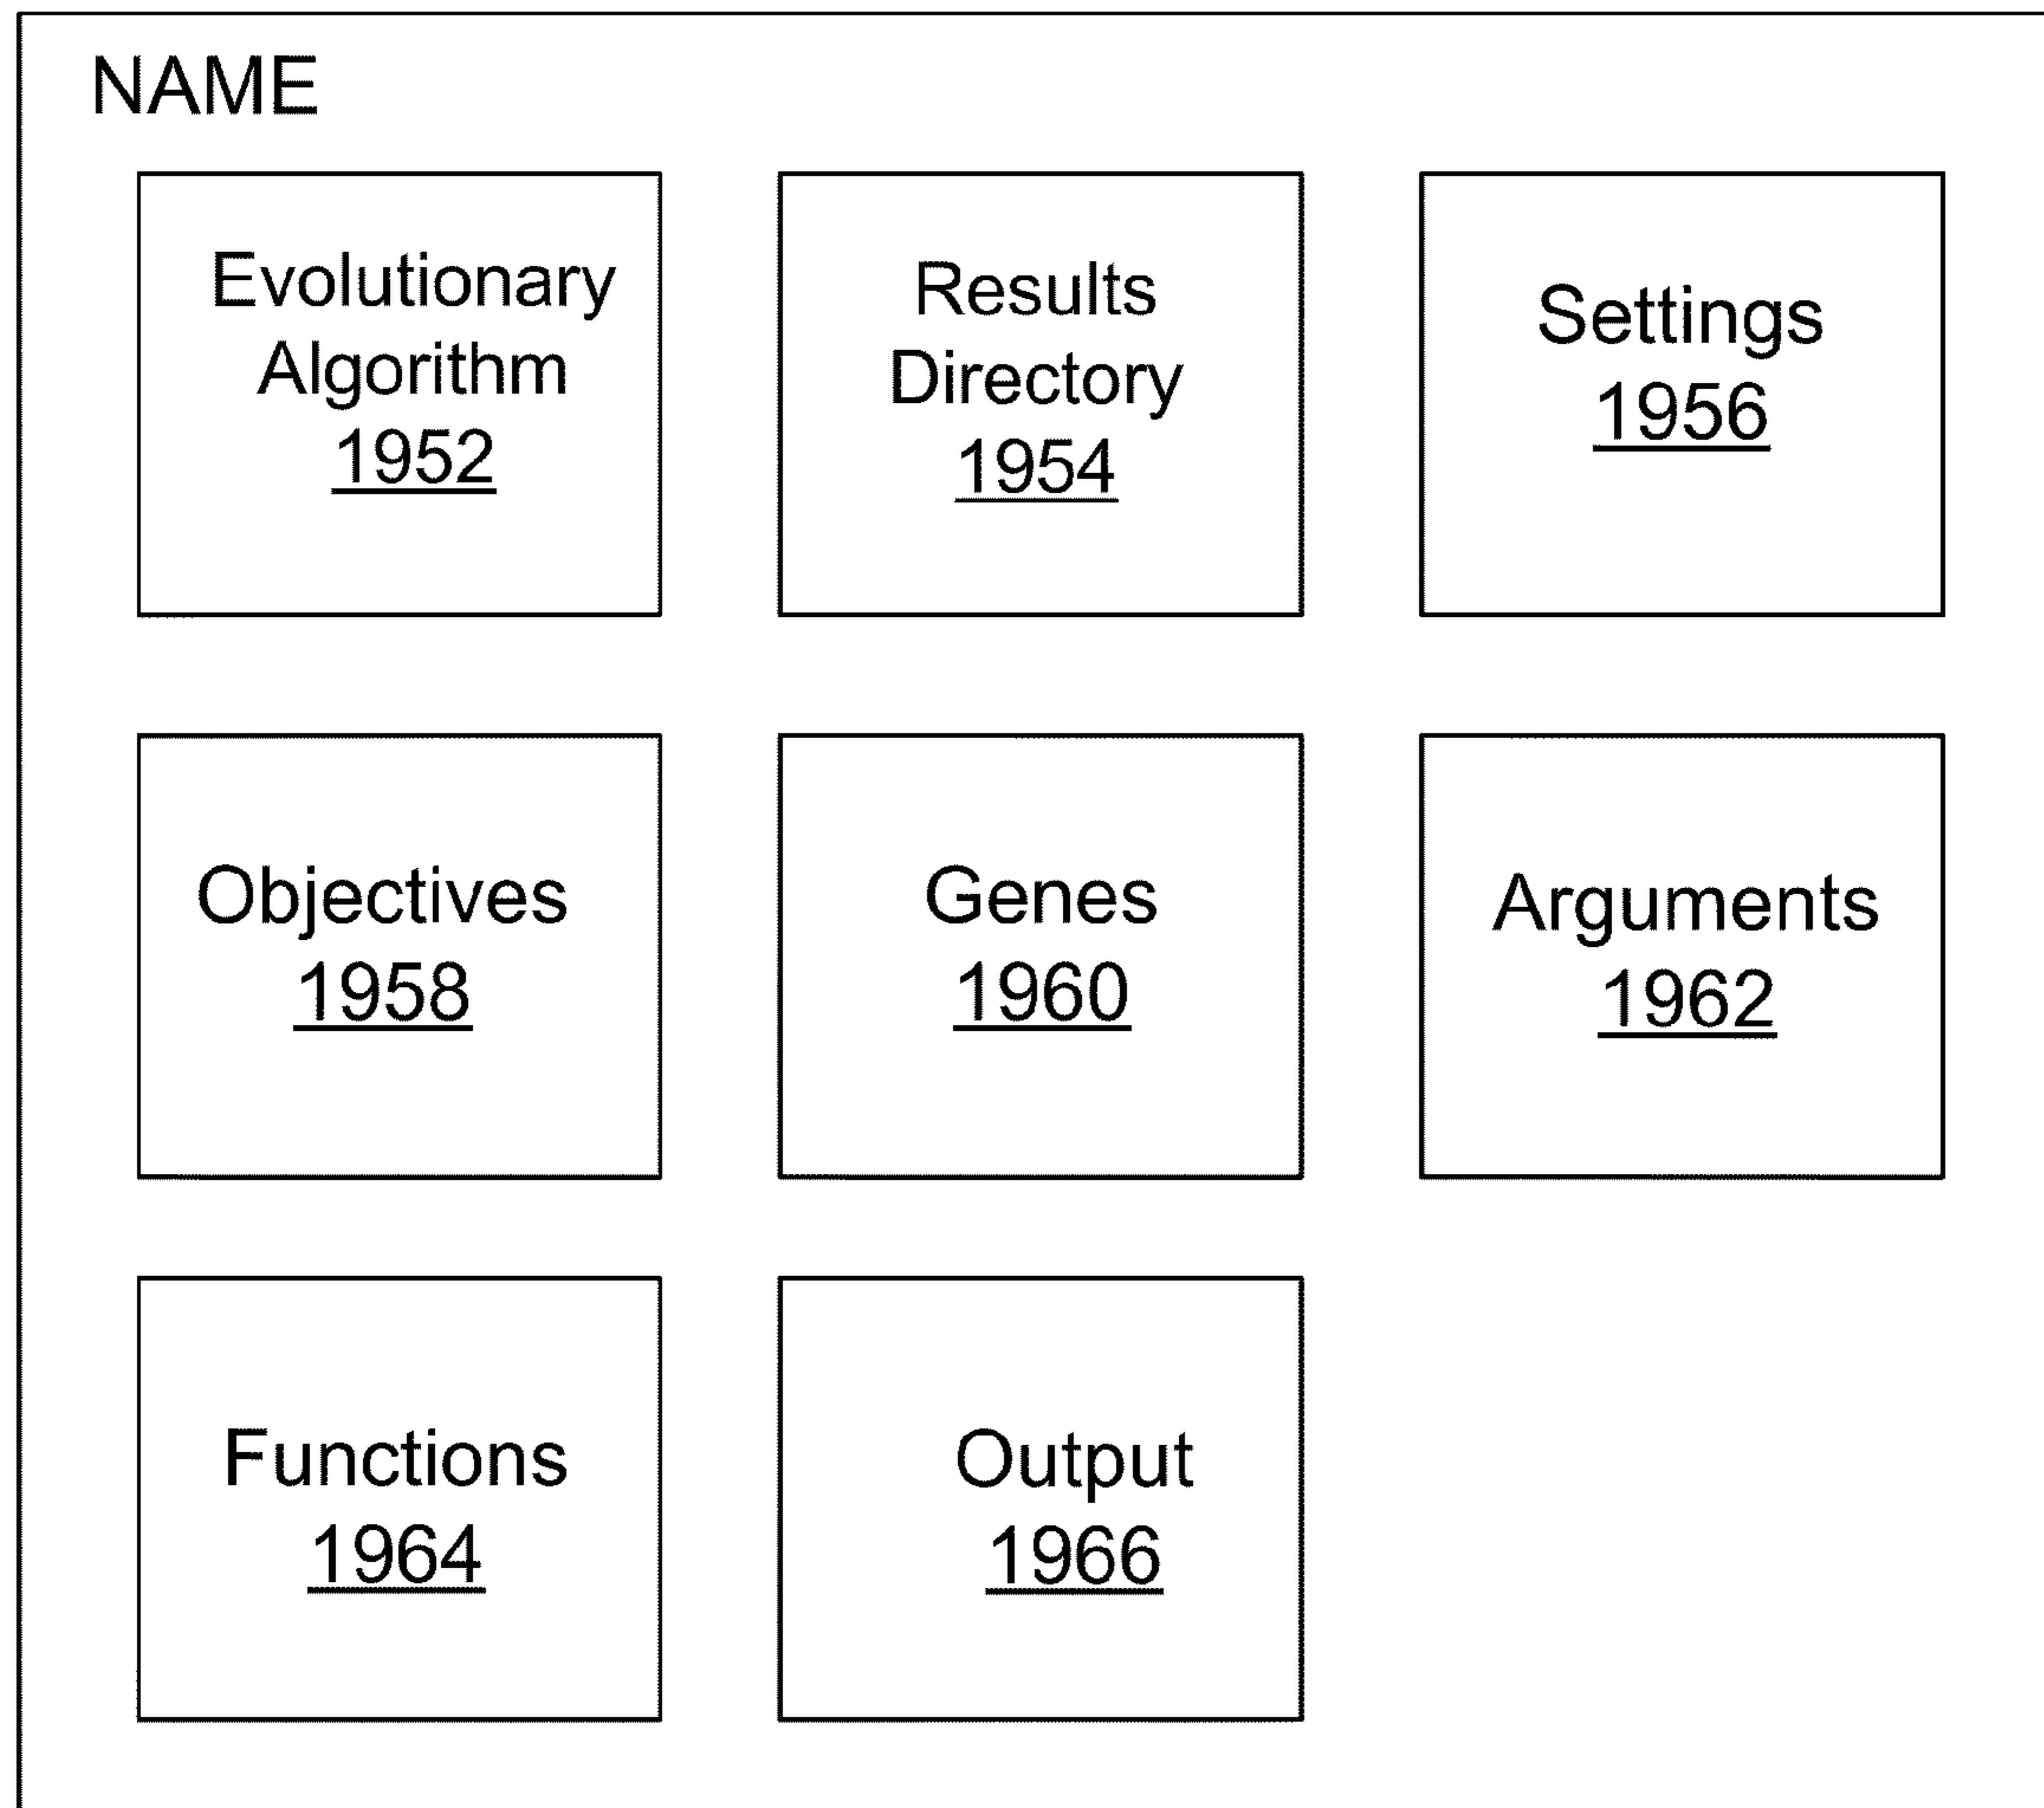 NAME
Evolutionary
Algorithm
1952
Results
Directory
1954
Settings
1956
Objectives
1958
Genes
1960
Arguments
1962
Functions
1964
Output
1966